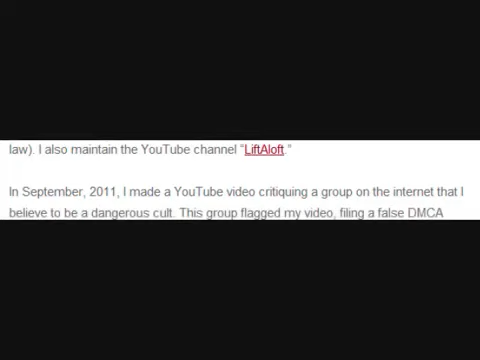 law). I also maintain the YouTube channel “LiftAloft.”
In September, 2011, I made a YouTube video critiquing a group on the internet that I
believe to be a dangerous cult. This group flagged my video, filing a false DMCA